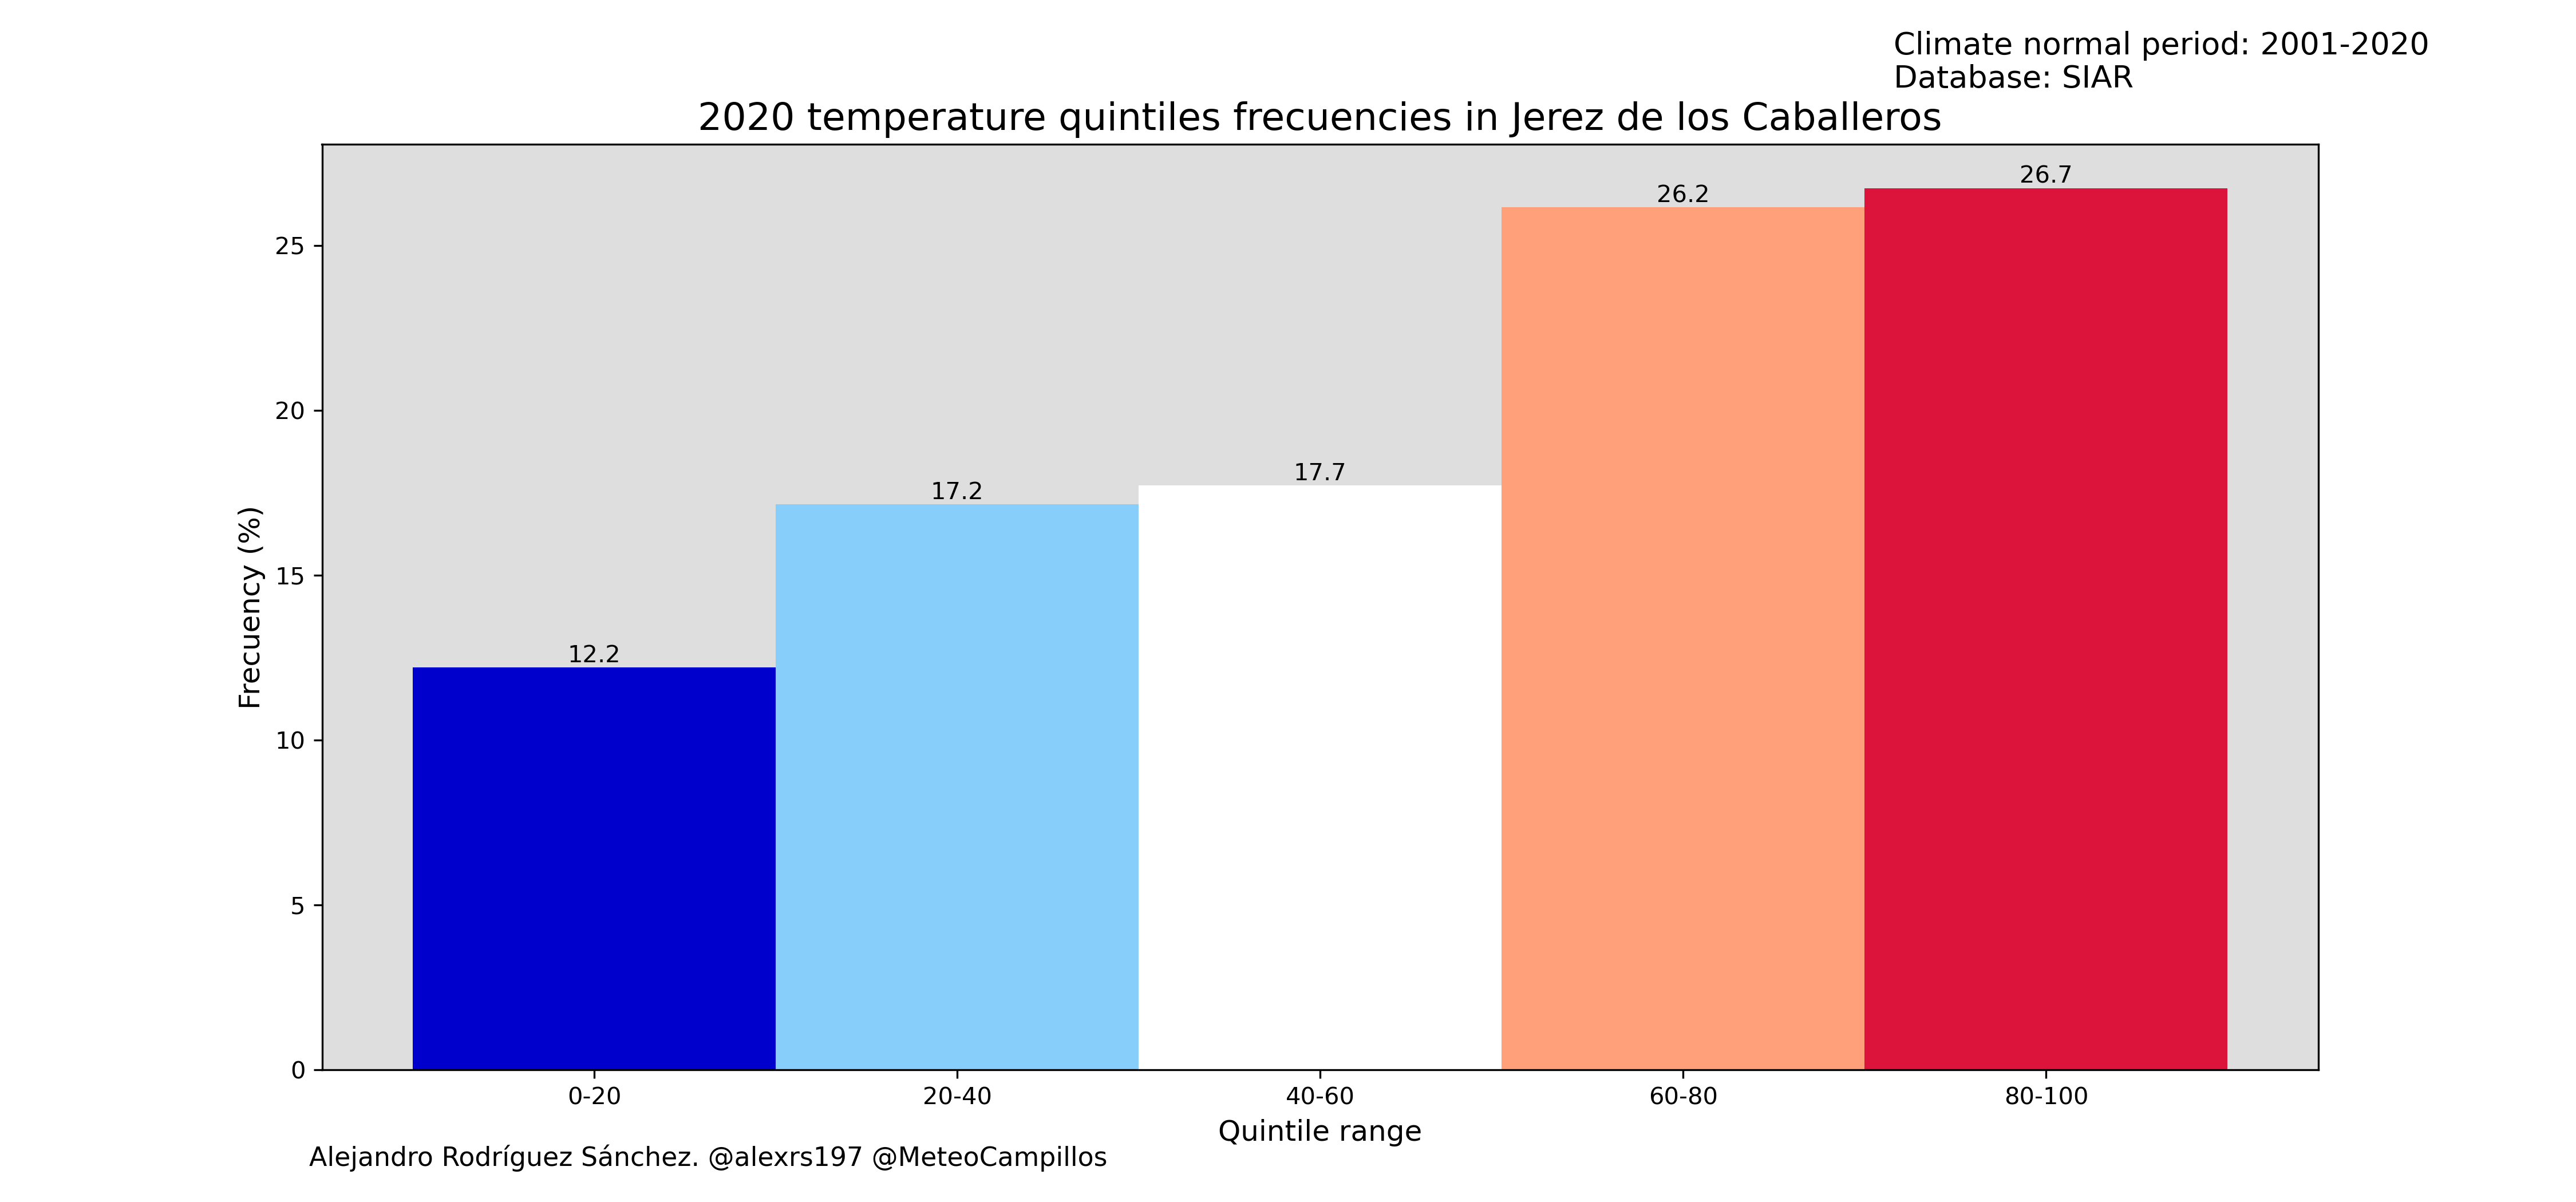 Climate normal period: 2001-2020
Database: SIAR
2020 temperature quintiles frecuencies in Jerez de los Caballeros
26.7
26.2
25
20
17.7
17.2
15
12.2
10
5
0
Frecuency (%)
0-20 20-40 40-60 60-80 80-100
Quintile range
Alejandro Rodríguez Sánchez. @alexrs197 @MeteoCampillos